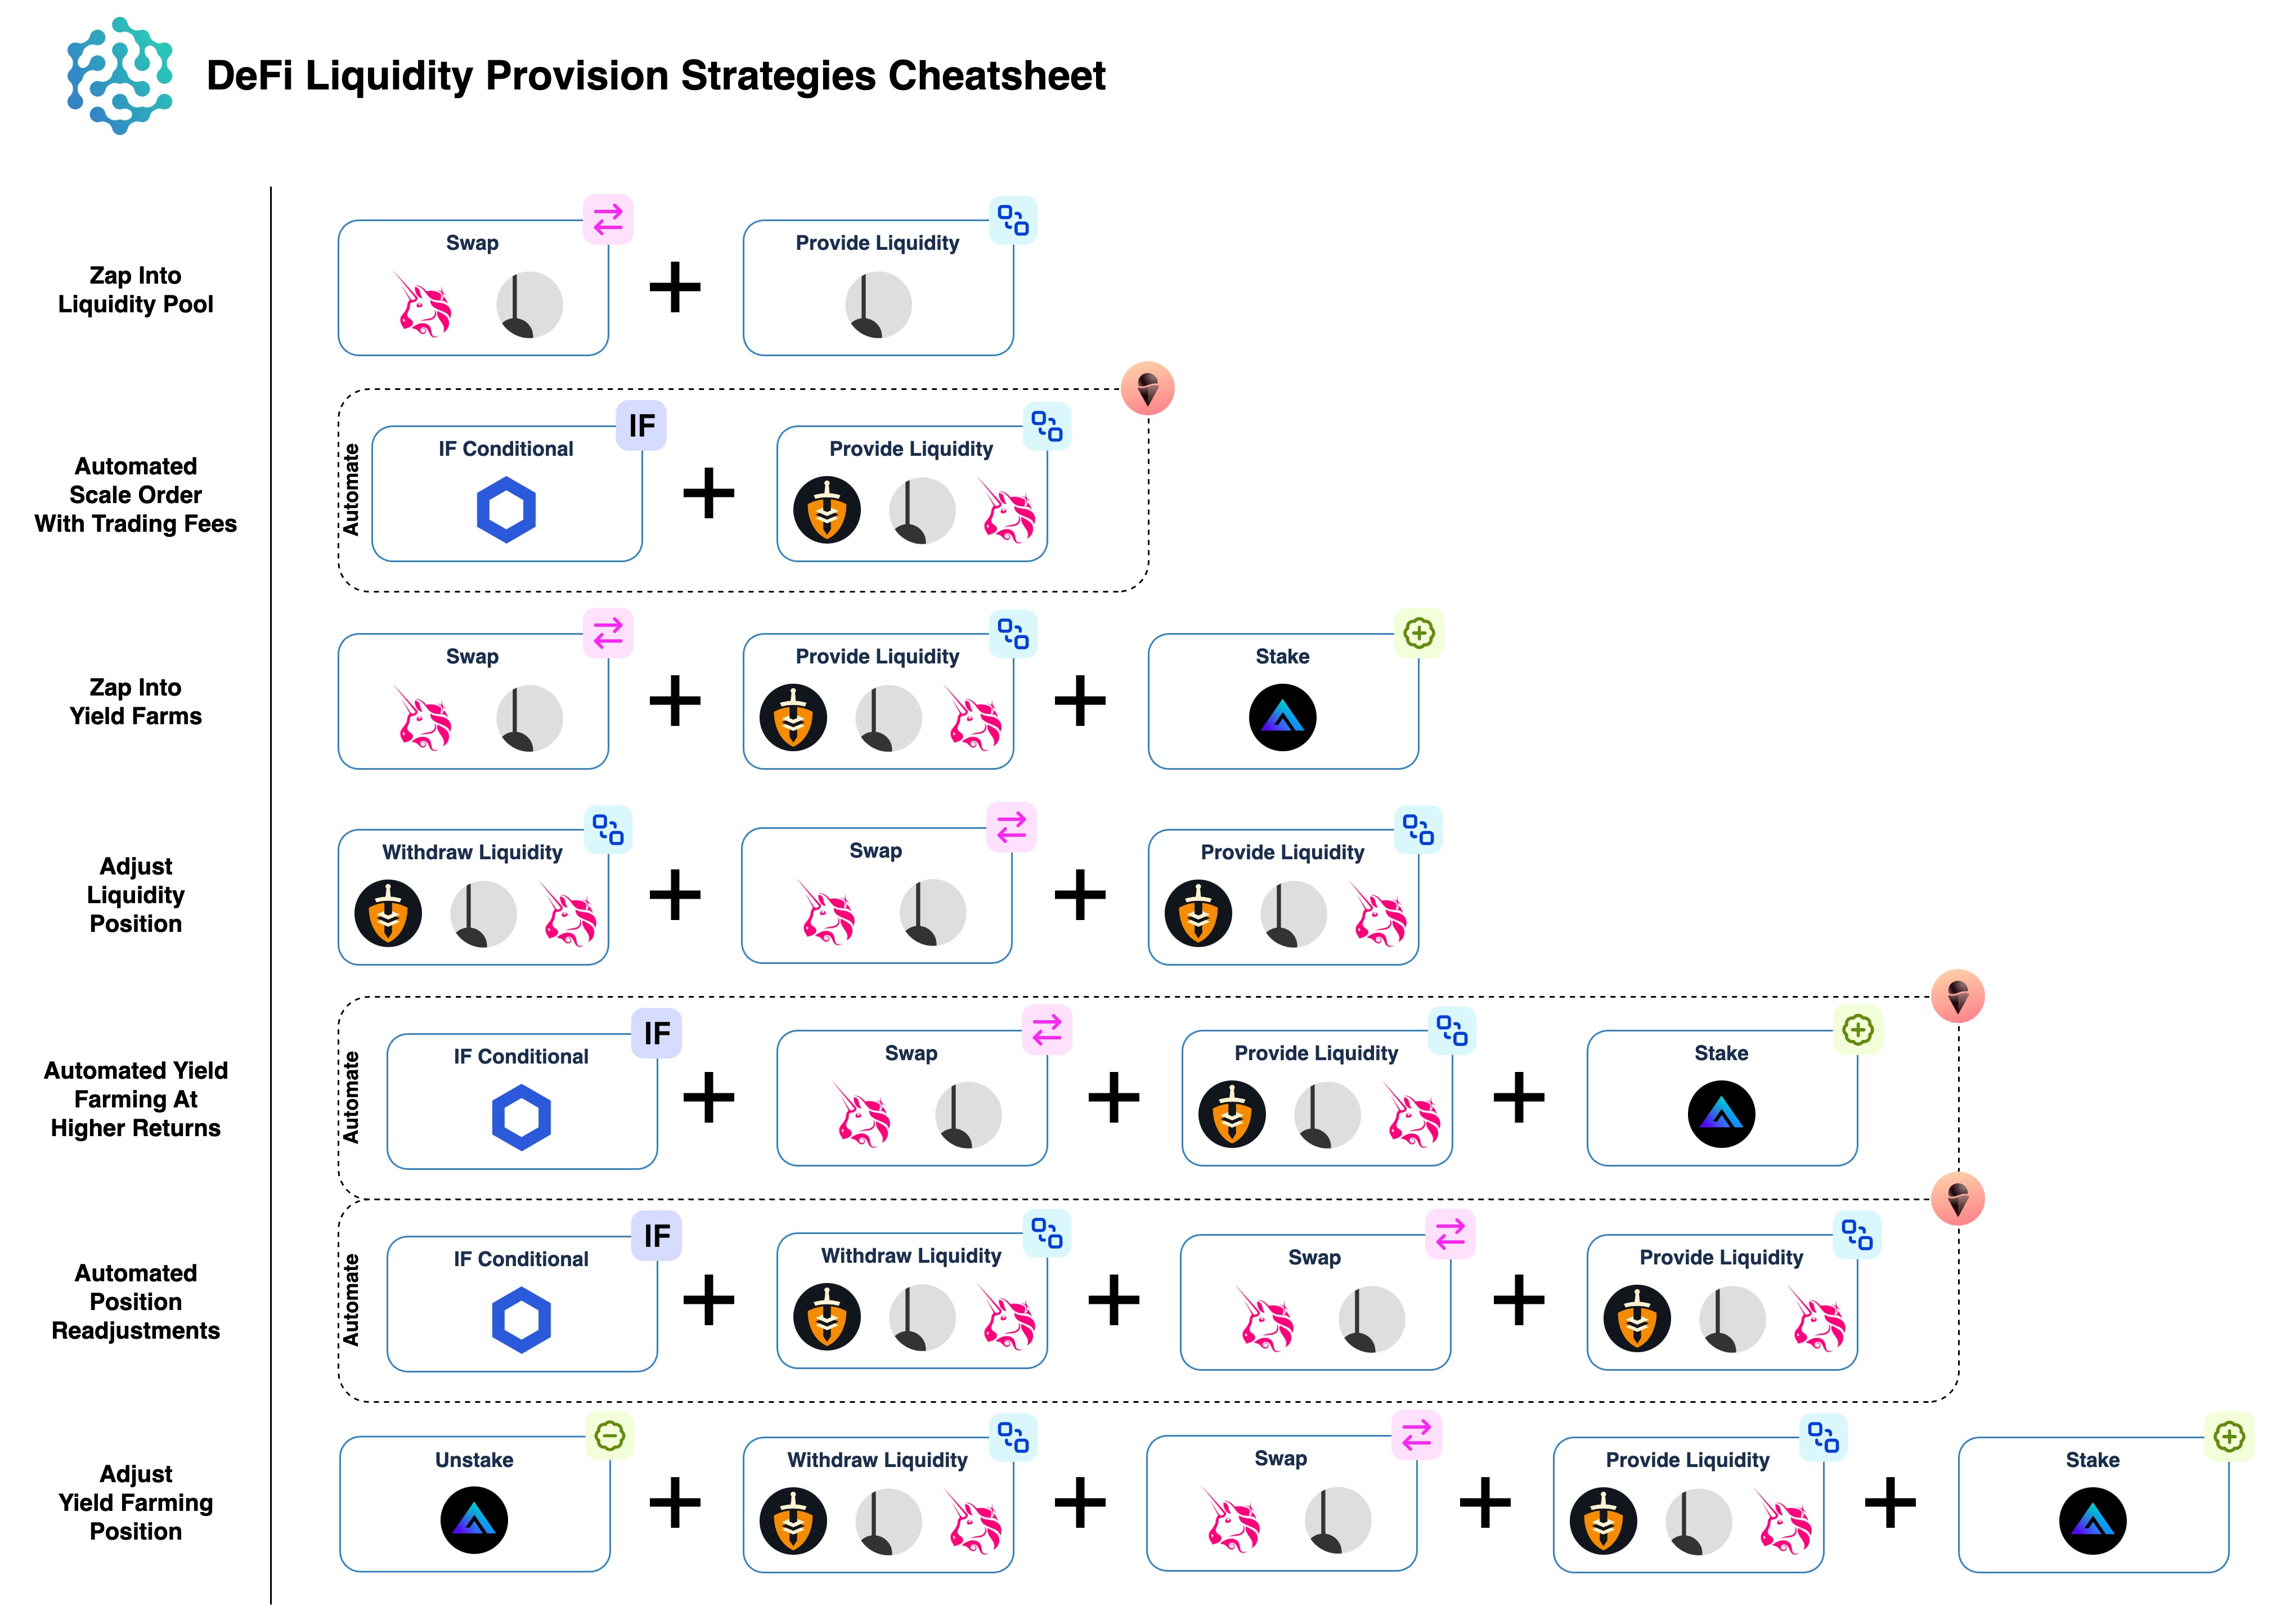 DeFi Liquidity Provision Strategies Cheatsheet
Zap Into
Liquidity Pool
Swap
Provide Liquidity
Automated
Scale Order
With Trading Fees
Automate
IF Conditional
IF
Provide Liquidity
Zap Into
Yield Farms
Swap
Provide Liquidity
Stake
Adjust
Liquidity
Position
Withdraw Liquidity
Swap
Provide Liquidity
Automated Yield
Farming At
Higher Returns
Automate
IF Conditional
IF
Swap
Provide Liquidity
Stake
Automated
Position
Readjustments
Automate
IF Conditional
IF
Withdraw Liquidity
Swap
Provide Liquidity
Adjust
Yield Farming
Position
Unstake
Withdraw Liquidity
Swap
Provide Liquidity
Stake